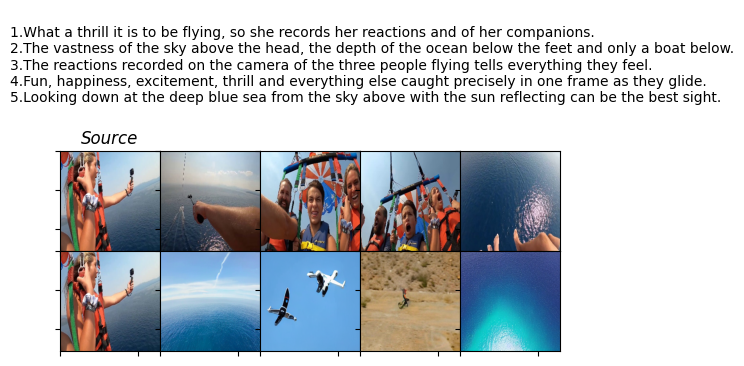 1.What a thrill it is to be flying, so she records her reactions and of her companions.
2.The vastness of the sky above the head, the depth of the ocean below the feet and only a boat below.
3.The reactions recorded on the camera of the three people flying tells everything they feel.
4.Fun, happiness, excitement, thrill and everything else caught precisely in one frame as they glide.
5.Looking down at the deep blue sea from the sky above with the sun reflecting can be the best sight.
Source